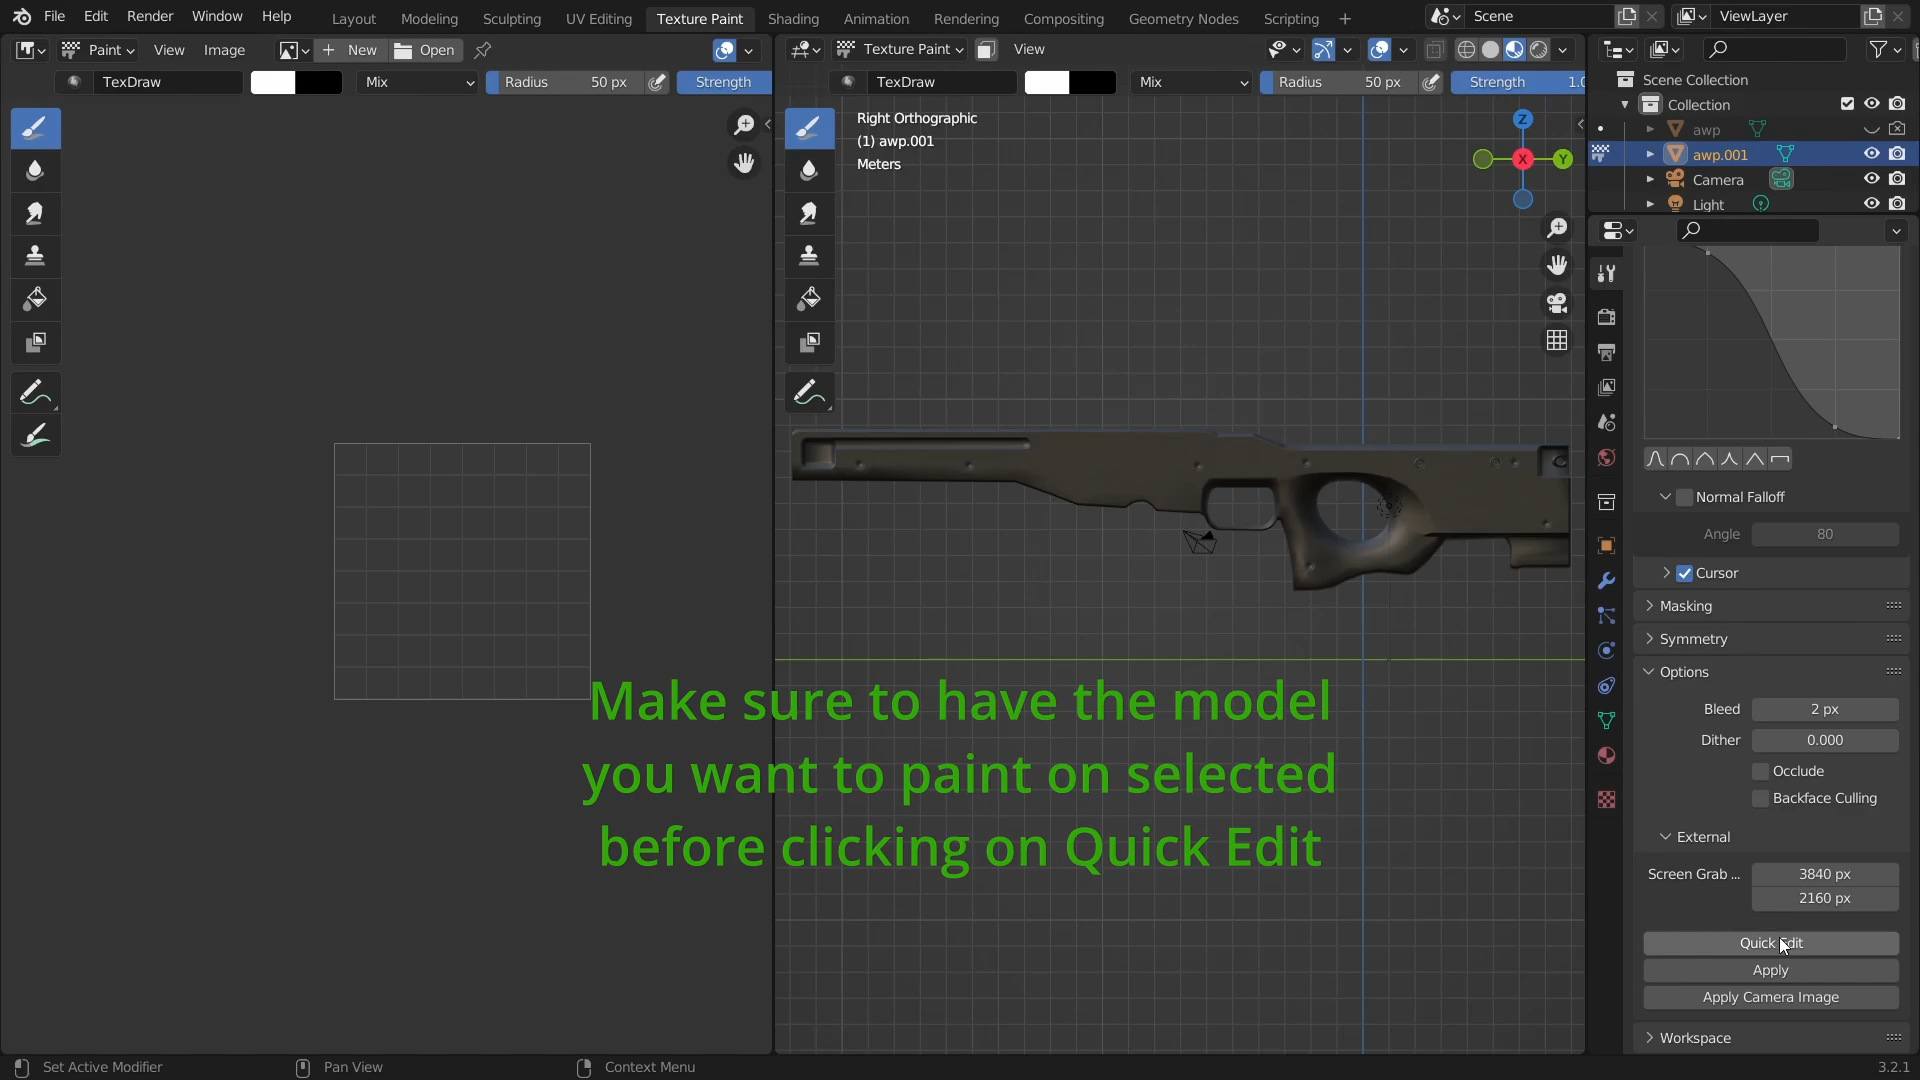 File Edit Render Window Help Layout Modeling Sculpting UV Editing Texture Paint Shading Animation Rendering Compositing Geometry Nodes Scripting + Scene ViewLayer
Paint View Image + New Open Texture Paint View
TexDraw Mix Radius 50 px Strength TexDraw Mix Radius 50 px Strength 1.0
Right Orthographic
(1) awp.001
Meters
Z
X
Y
Scene Collection
Collection
awp
awp.001
Camera
Light
Normal Falloff
Angle 80
Cursor
Masking
Symmetry
Options
Bleed 2 px
Dither 0.000
Occlude
Backface Culling
External
Screen Grab ... 3840 px
2160 px
Quick Edit
Apply
Apply Camera Image
Workspace
Make sure to have the model
you want to paint on selected
before clicking on Quick Edit
Set Active Modifier Pan View Context Menu 3.2.1